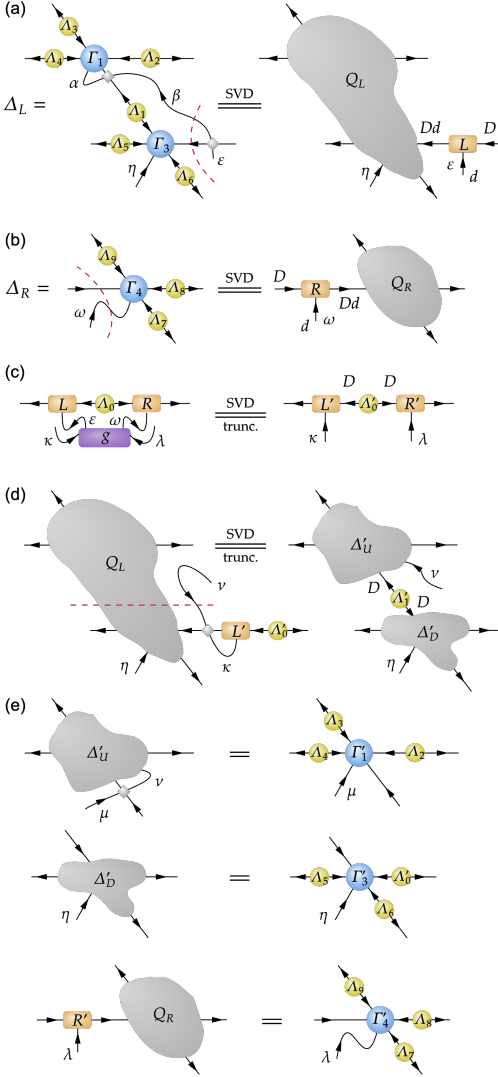 (a)
Λ₃
Λ₄ Γ₁ Λ₂
α
β
Δ_L = Λ₁ SVD Q_L
Λ₅ Γ₃ Dd L D
η Λ₆ ε η ε d
(b)
Λ₉
Δ_R = Γ₄ Λ₈ SVD D R Dd Q_R
ω Λ₇ d ω
(c)
L Λ₀ R SVD trunc. L′ D Λ′₀ D R′
κ ε ω g λ κ λ
(d)
Q_L SVD trunc. Δ′_U
ν ν
D Λ′₁ D
L′ Λ′₀ Δ′_D
η κ η
(e)
Λ₃
Δ′_U = Λ₄ Γ′₁ Λ₂
ν
μ μ
Δ′_D = Λ₅ Γ′₃ Λ′₀
η η Λ₆
Λ₉
R′ Q_R = Γ′₄ Λ₈
λ λ Λ₇